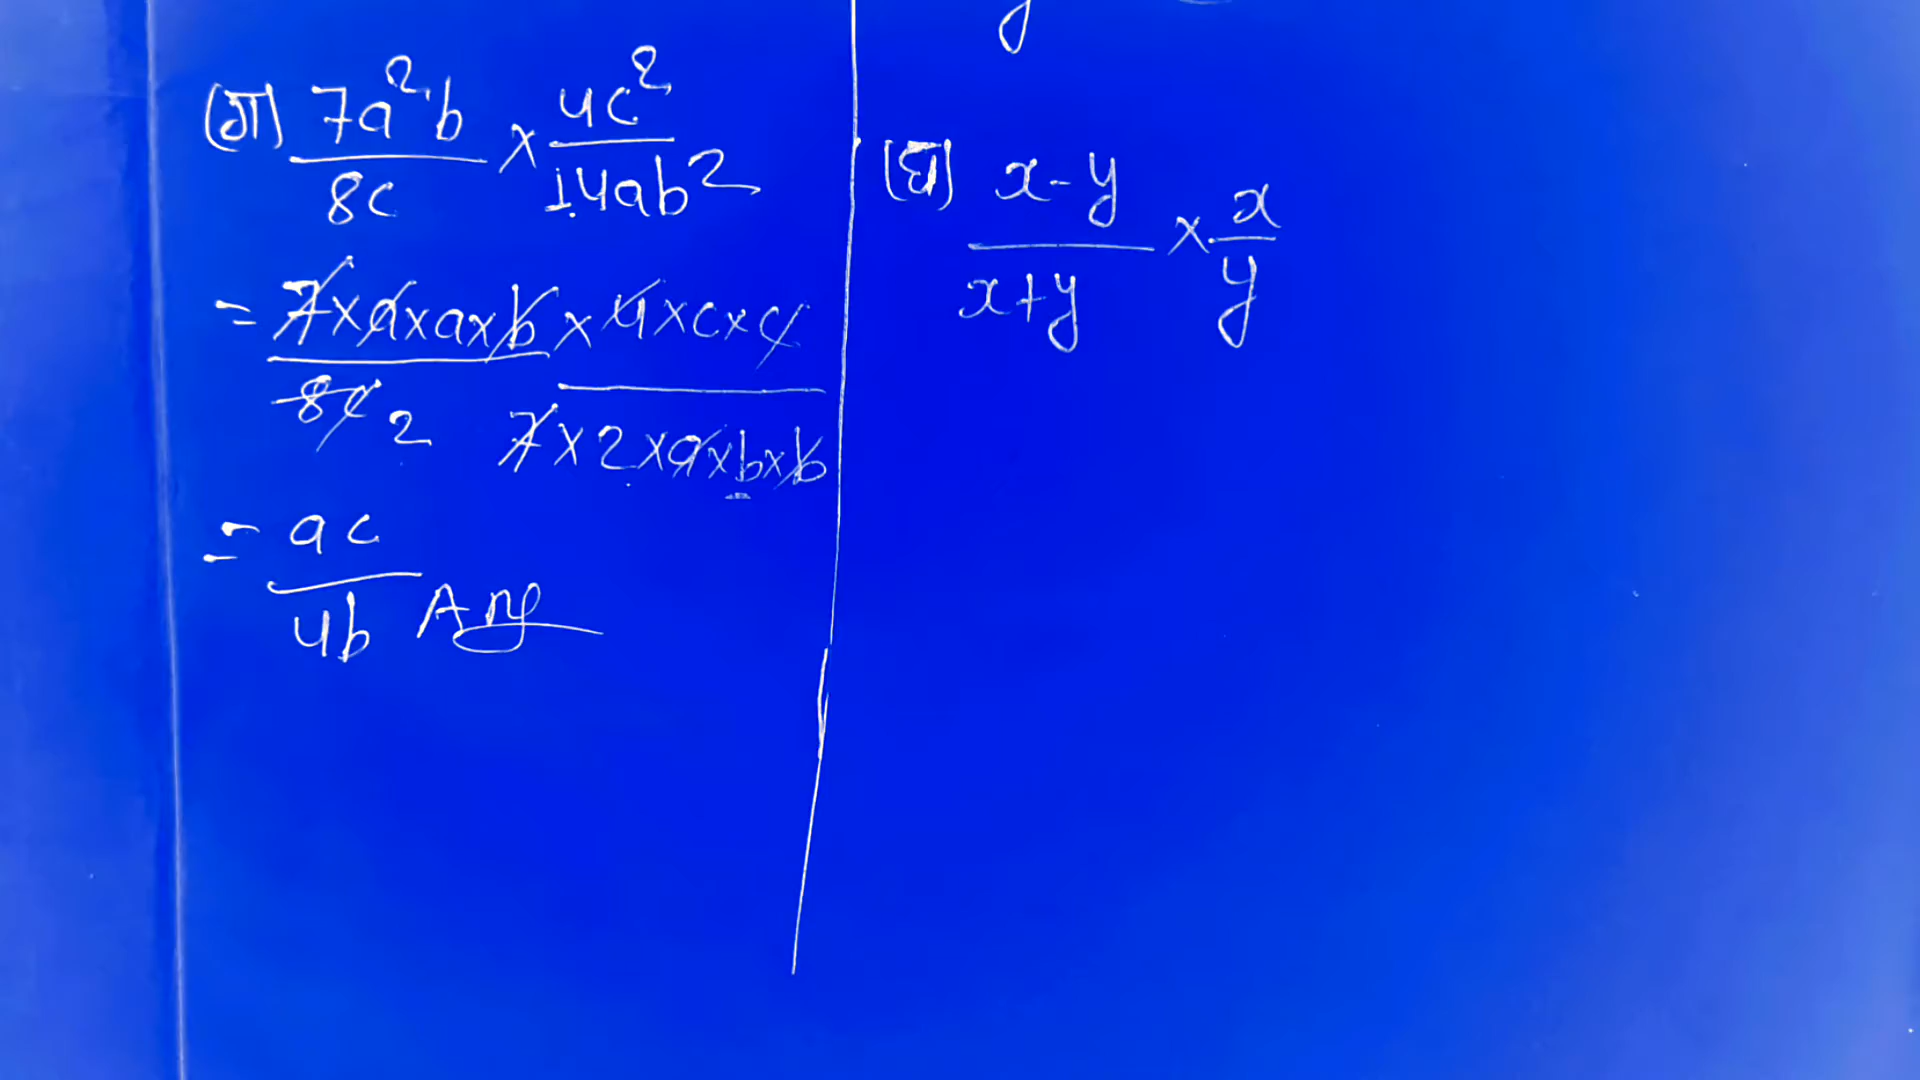 y
(গ) 7a²b/8c × 4c²/14ab²
= 7×a×a×b/8c 2 × 4×c×c/7×2×a×b×b
= ac/4b Ans
(ঘ) x-y/x+y × x/y